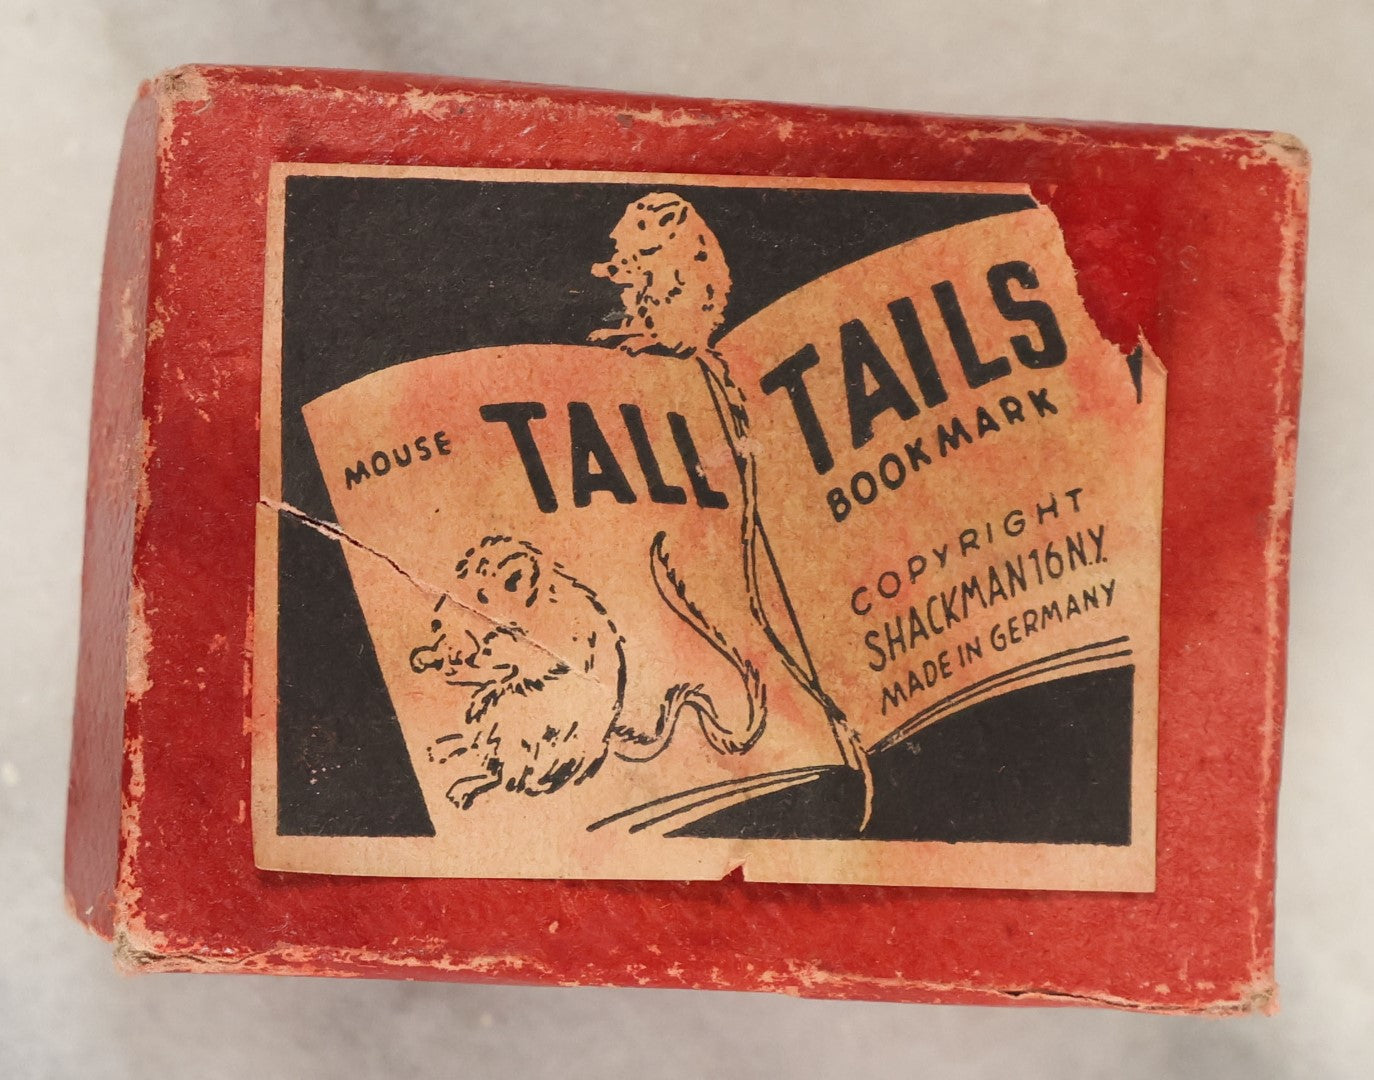 MOUSE TALL
TAILS
BOOKMARK
COPYRIGHT
SHACKMAN 16 N.Y.
MADE IN GERMANY